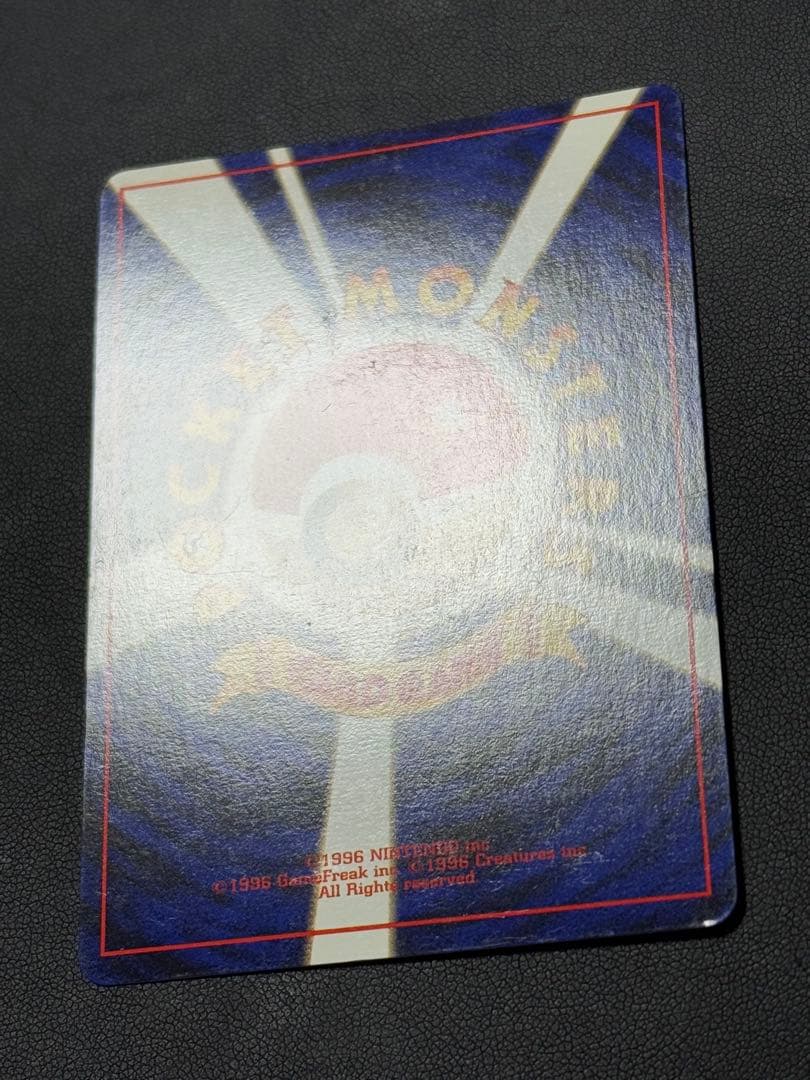 POCKET MONSTERS
©1996 NINTENDO inc
©1996 GameFreak inc ©1996 Creatures inc
All Rights reserved